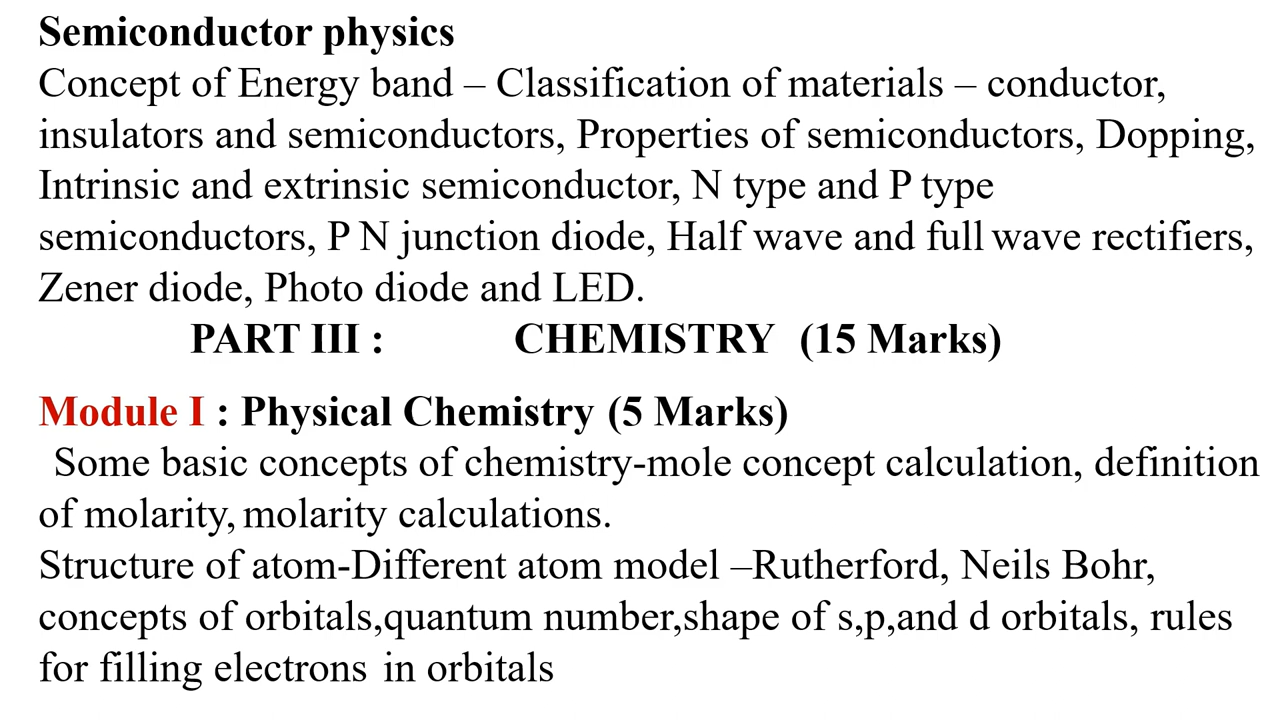 Semiconductor physics
Concept of Energy band – Classification of materials – conductor,
insulators and semiconductors, Properties of semiconductors, Dopping,
Intrinsic and extrinsic semiconductor, N type and P type
semiconductors, P N junction diode, Half wave and full wave rectifiers,
Zener diode, Photo diode and LED.
PART III : CHEMISTRY (15 Marks)
Module I : Physical Chemistry (5 Marks)
Some basic concepts of chemistry-mole concept calculation, definition
of molarity, molarity calculations.
Structure of atom-Different atom model –Rutherford, Neils Bohr,
concepts of orbitals,quantum number,shape of s,p,and d orbitals, rules
for filling electrons in orbitals